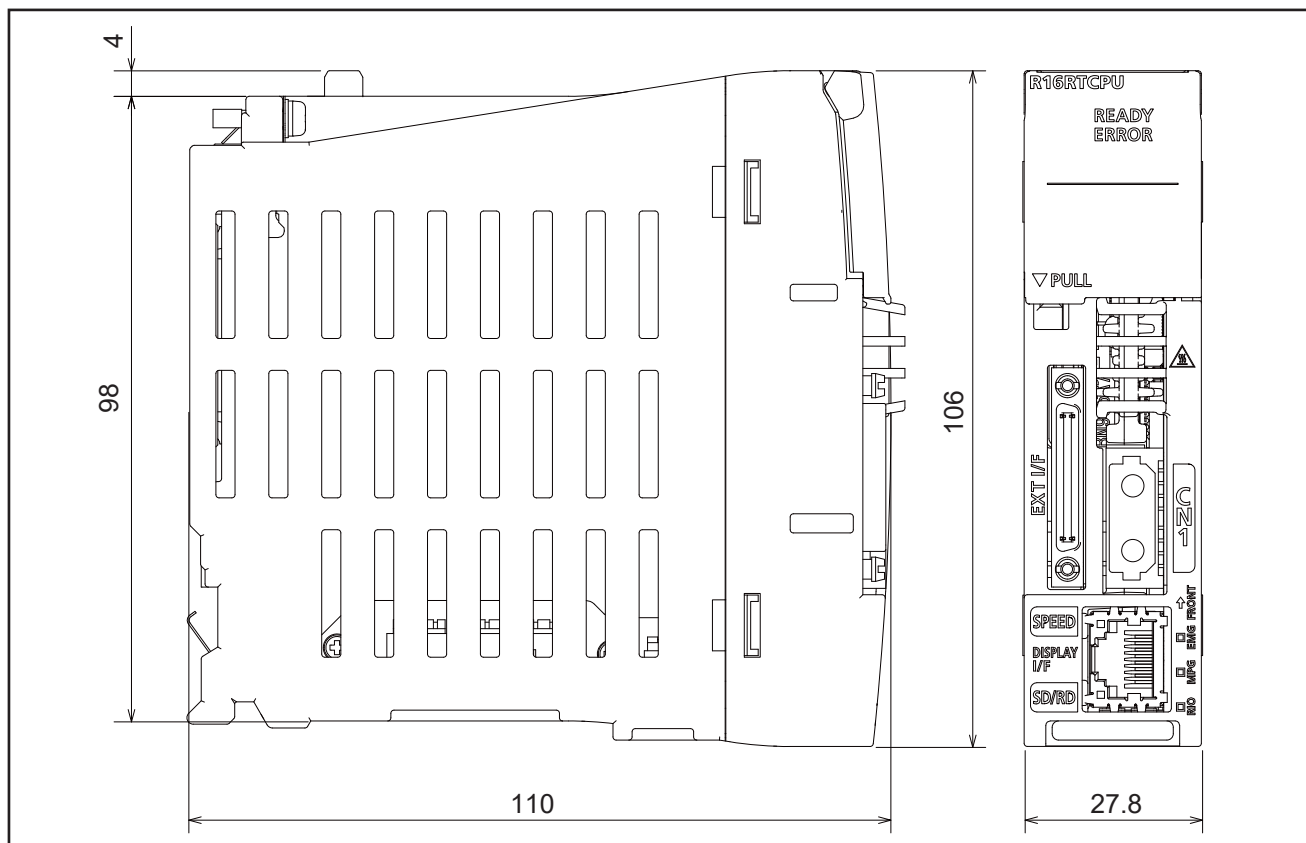 4
98
106
110
27.8
R16RTCPU
READY
ERROR
▽ PULL
EXT I/F
CN1
SPEED
DISPLAY
I/F
SD/RD
↑ FRONT
EMG
MPG
RIO